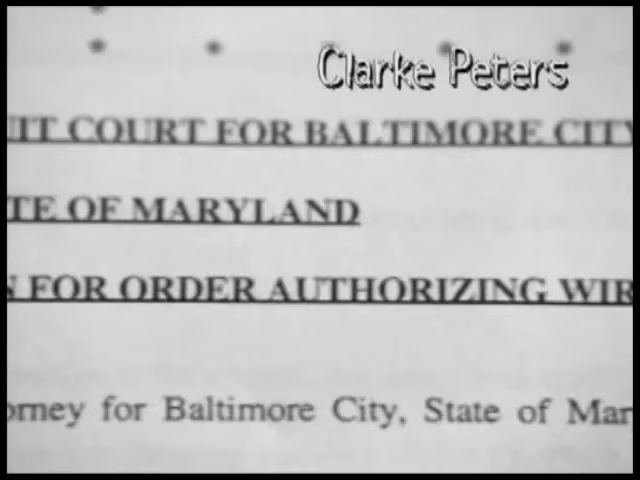 Clarke Peters
IT COURT FOR BALTIMORE CITY
TE OF MARYLAND
N FOR ORDER AUTHORIZING WIR
orney for Baltimore City, State of Mar